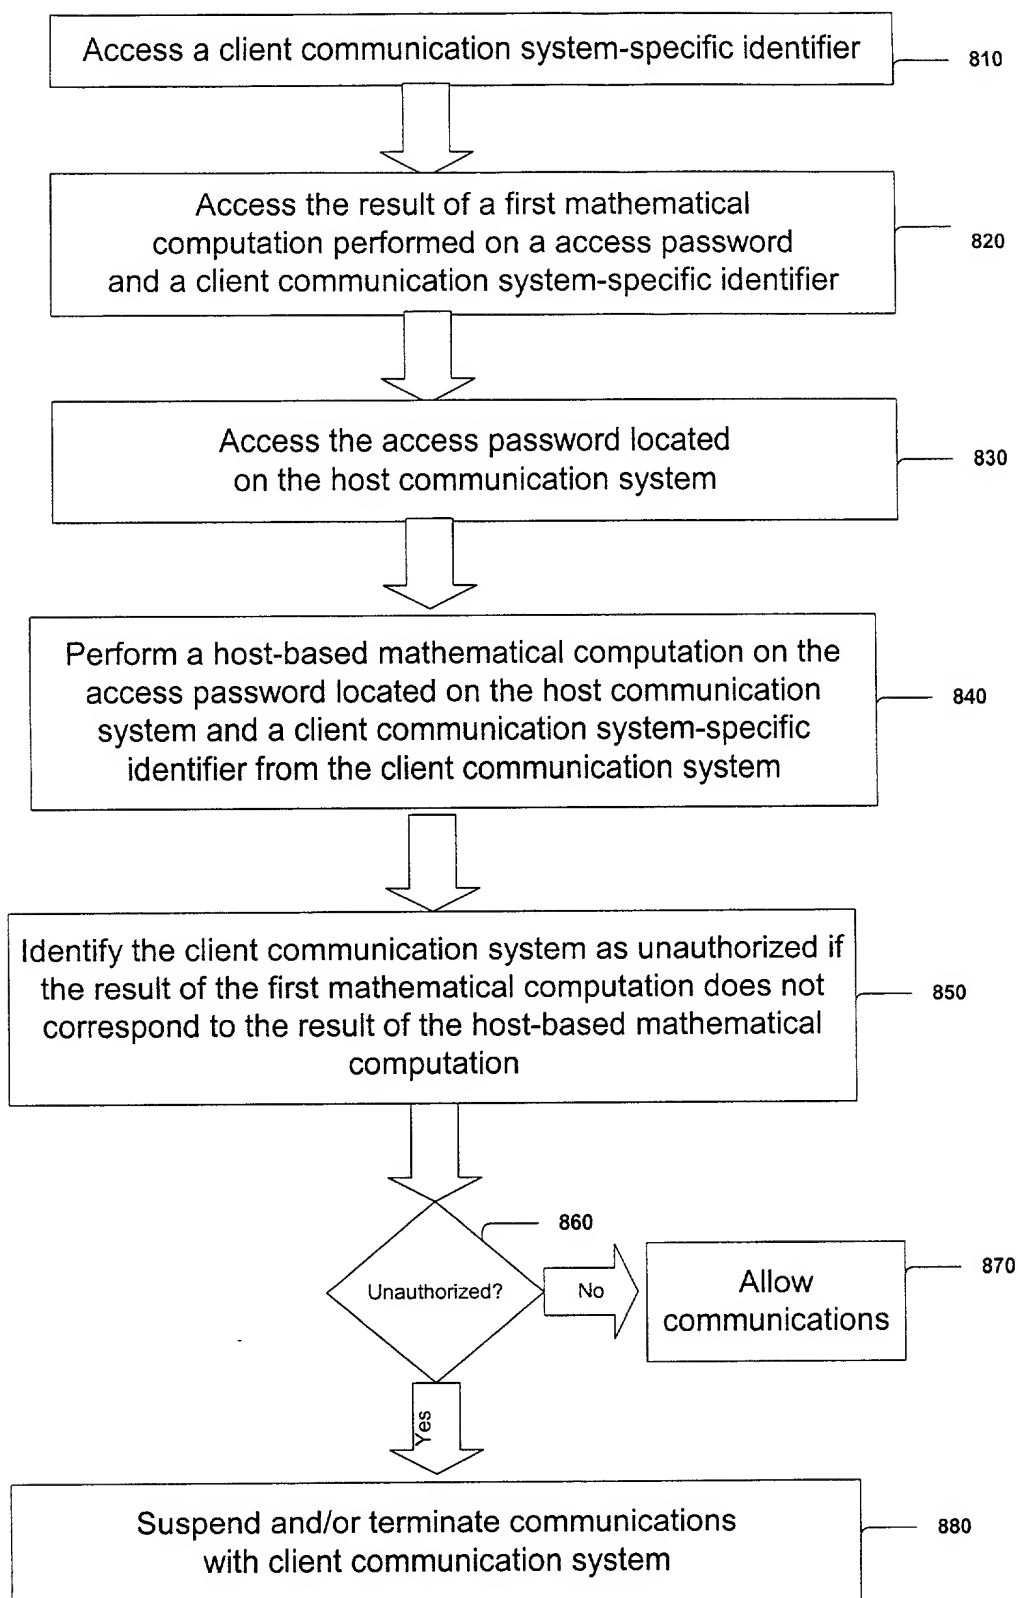 Access a client communication system-specific identifier
810
Access the result of a first mathematical
computation performed on a access password
and a client communication system-specific identifier
820
Access the access password located
on the host communication system
830
Perform a host-based mathematical computation on the
access password located on the host communication
system and a client communication system-specific
identifier from the client communication system
840
Identify the client communication system as unauthorized if
the result of the first mathematical computation does not
correspond to the result of the host-based mathematical
computation
850
860
Unauthorized?
No
Allow
communications
870
Yes
Suspend and/or terminate communications
with client communication system
880